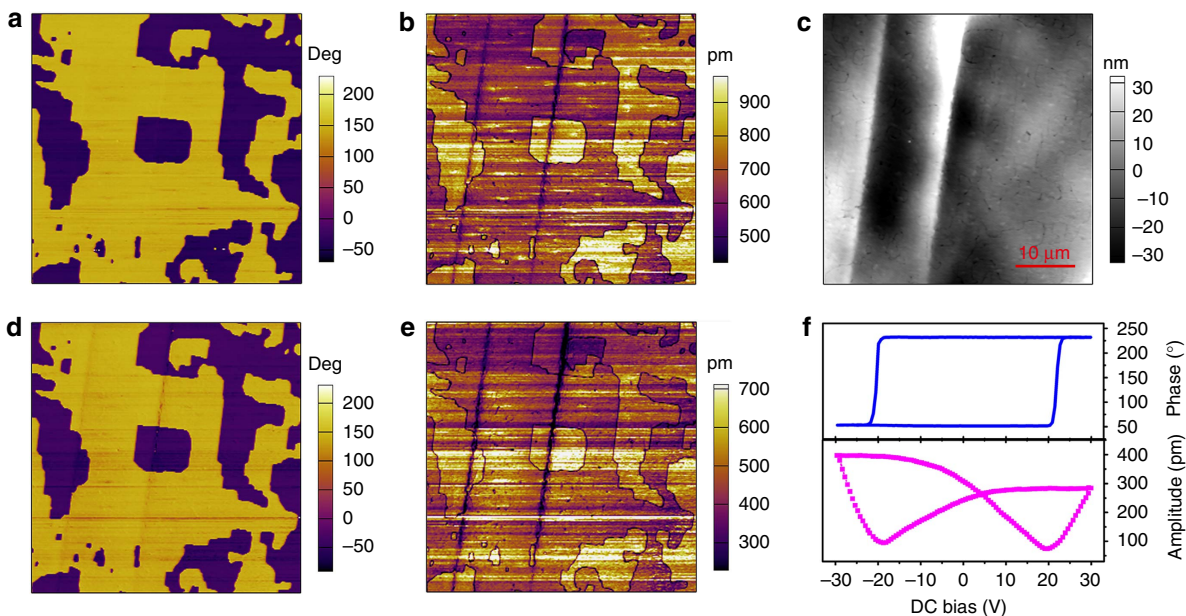 a
Deg
200
150
100
50
0
−50
b
pm
900
800
700
600
500
c
nm
30
20
10
0
−10
−20
−30
10 μm
d
Deg
200
150
100
50
0
−50
e
pm
700
600
500
400
300
f
250
200
150
100
50
Phase (°)
400
300
200
100
Amplitude (pm)
−30 −20 −10 0 10 20 30
DC bias (V)